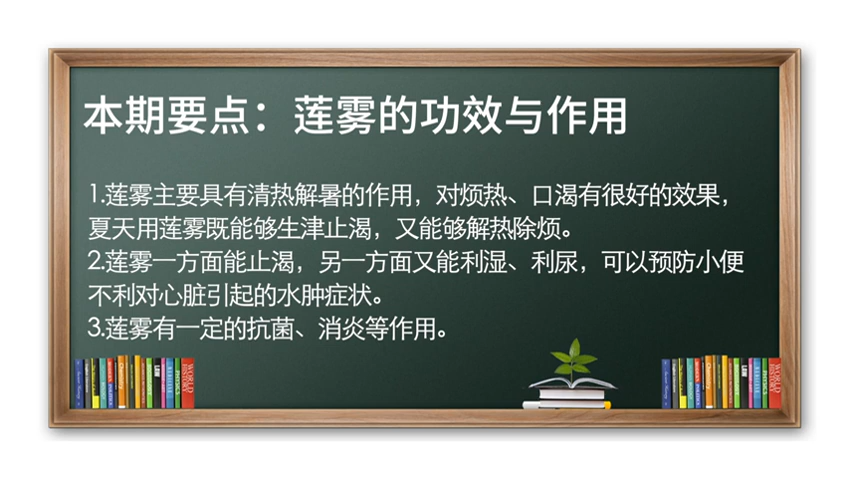 本期要点：莲雾的功效与作用
1.莲雾主要具有清热解暑的作用，对烦热、口渴有很好的效果，
夏天用莲雾既能够生津止渴，又能够解热除烦。
2.莲雾一方面能止渴，另一方面又能利湿、利尿，可以预防小便
不利对心脏引起的水肿症状。
3.莲雾有一定的抗菌、消炎等作用。
WORLD HISTORY
WORLD HISTORY